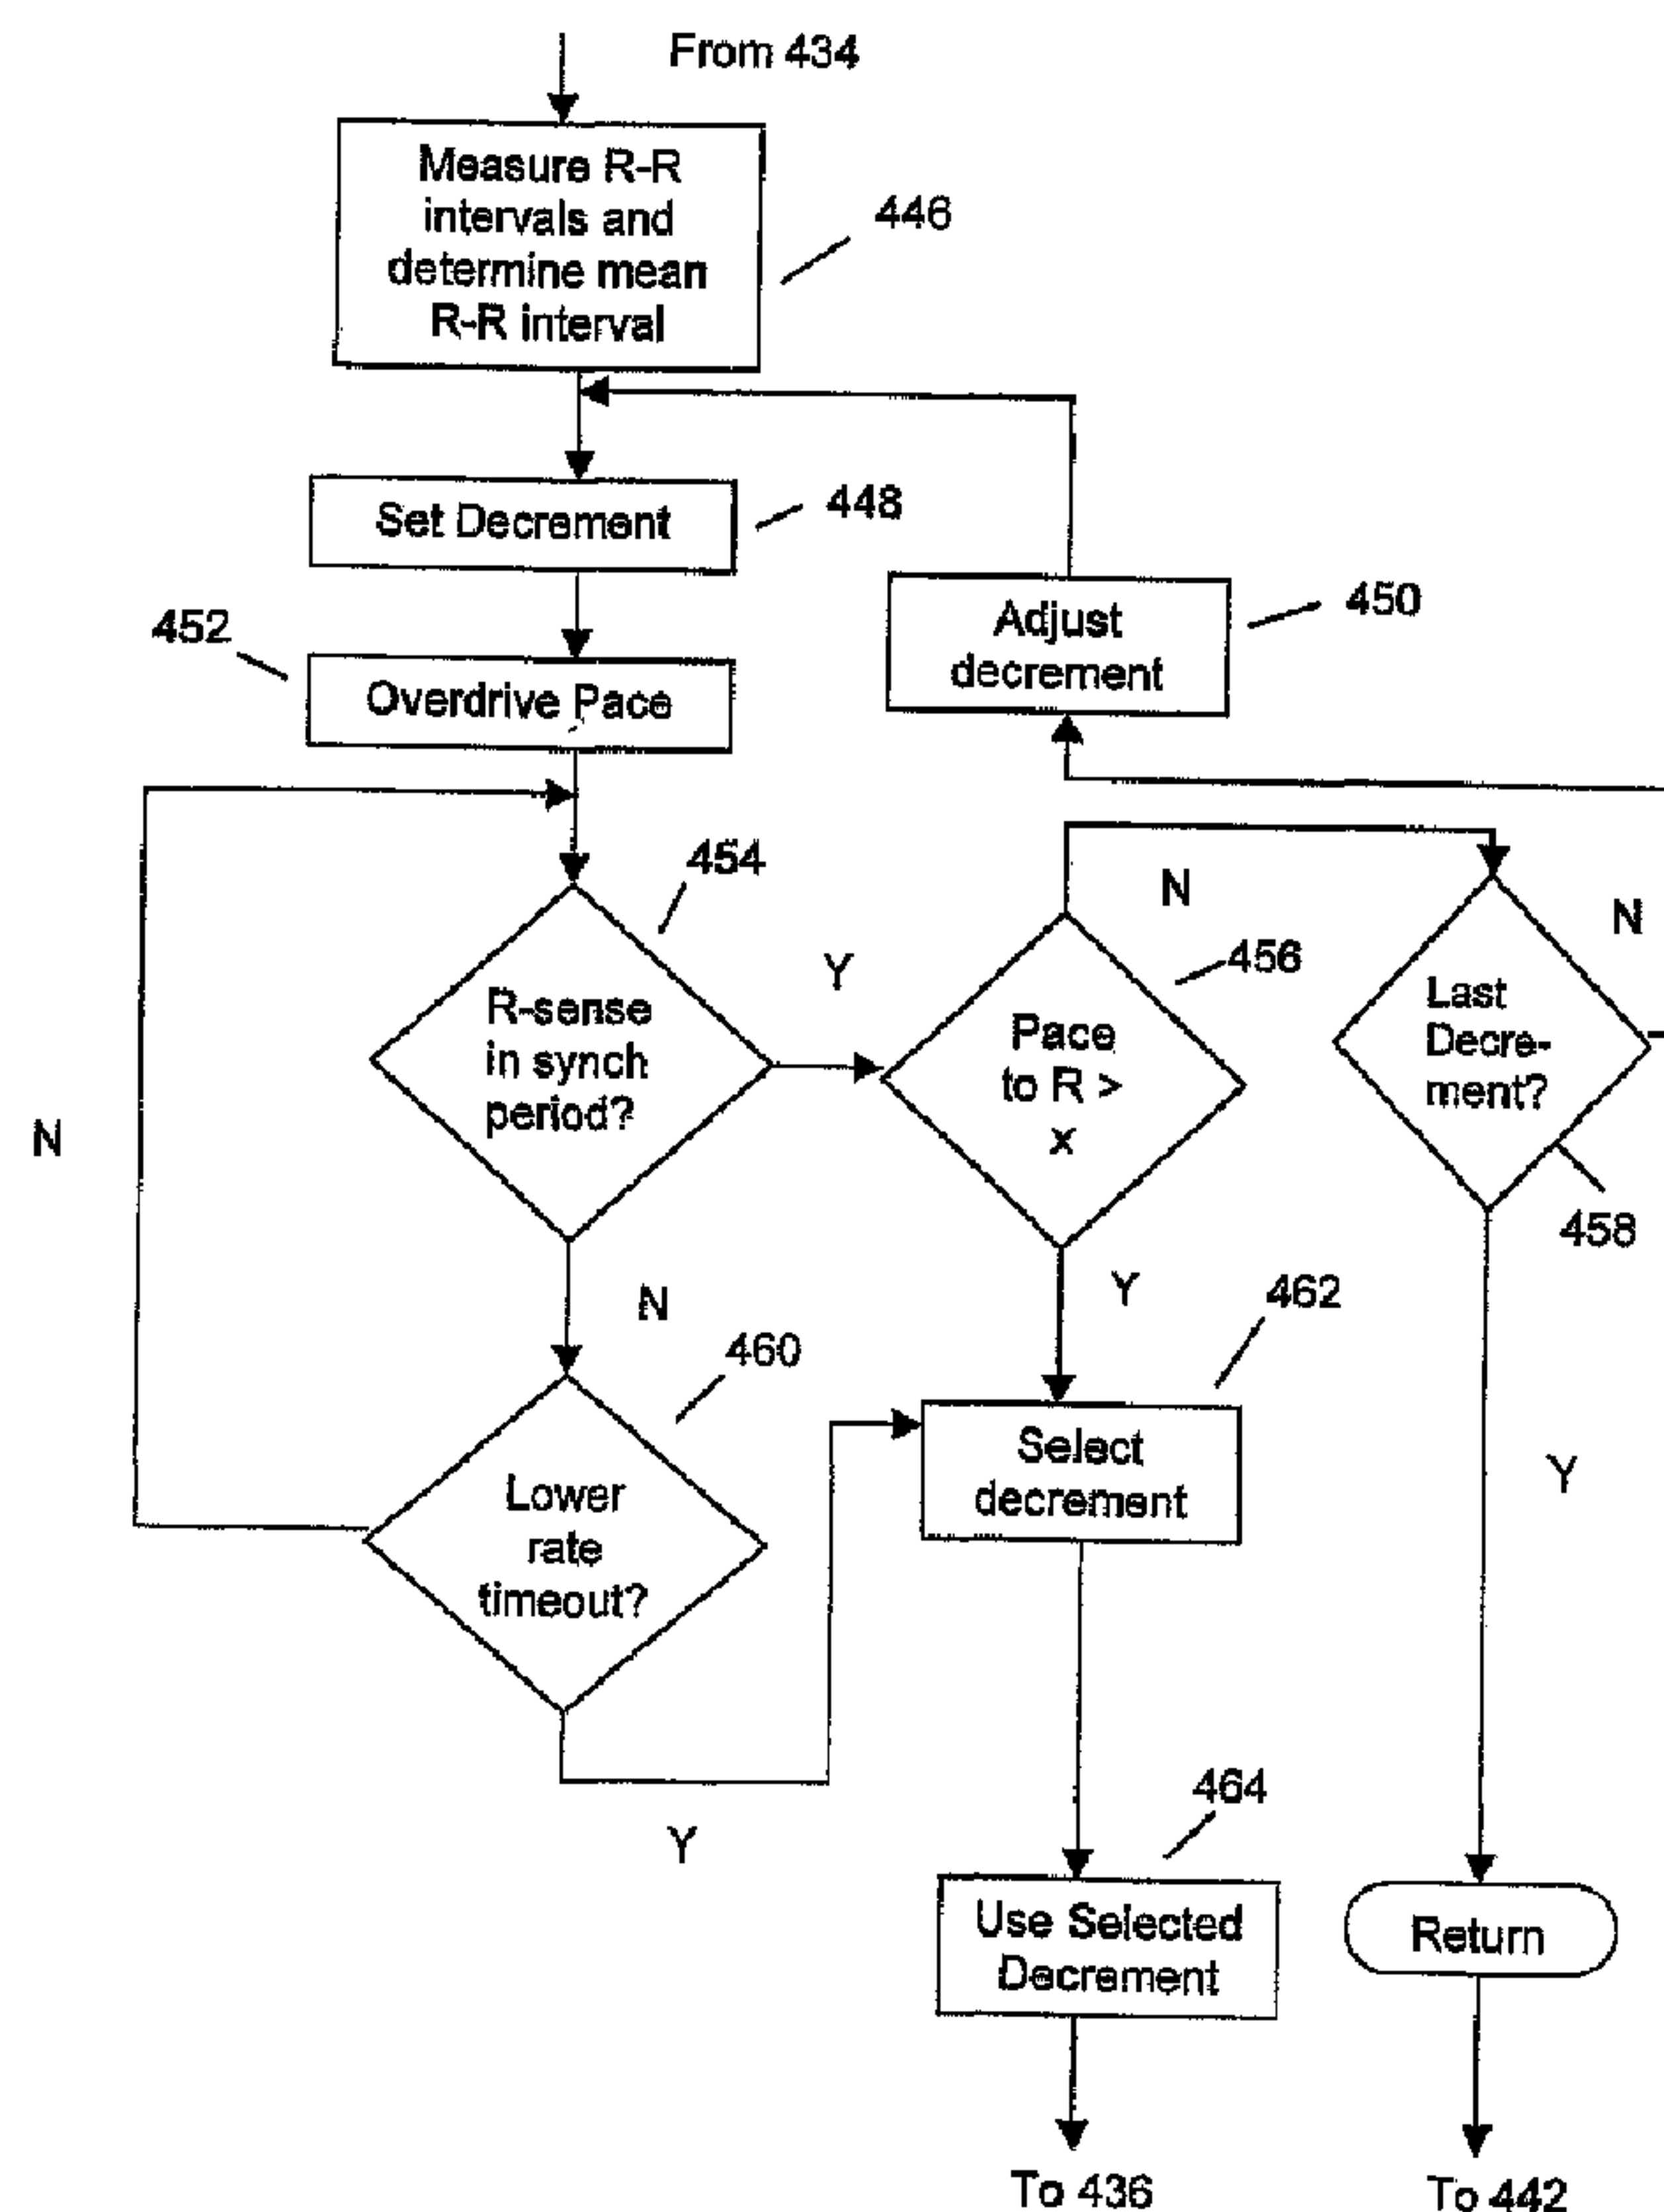 From 434
Measure R-R
intervals and
determine mean
R-R interval
446
Set Decrement
448
Adjust
decrement
450
452
Overdrive Pace
454
R-sense
in synch
period?
Y
N
Pace
to R >
x
456
N
Last
Decre-
ment?
N
458
N
Y
462
460
Lower
rate
timeout?
Select
decrement
Y
Y
464
Use Selected
Decrement
Return
To 436
To 442